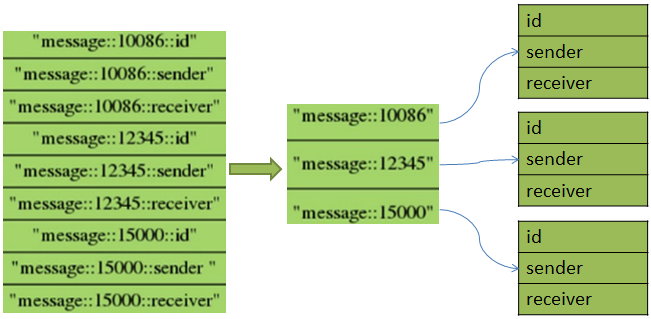 "message::10086::id"
"message::10086::sender"
"message::10086::receiver"
"message::12345::id"
"message::12345::sender"
"message::12345::receiver"
"message::15000::id"
"message::15000::sender "
"message::15000::receiver"
"message::10086"
"message::12345"
"message::15000"
id
sender
receiver
id
sender
receiver
id
sender
receiver